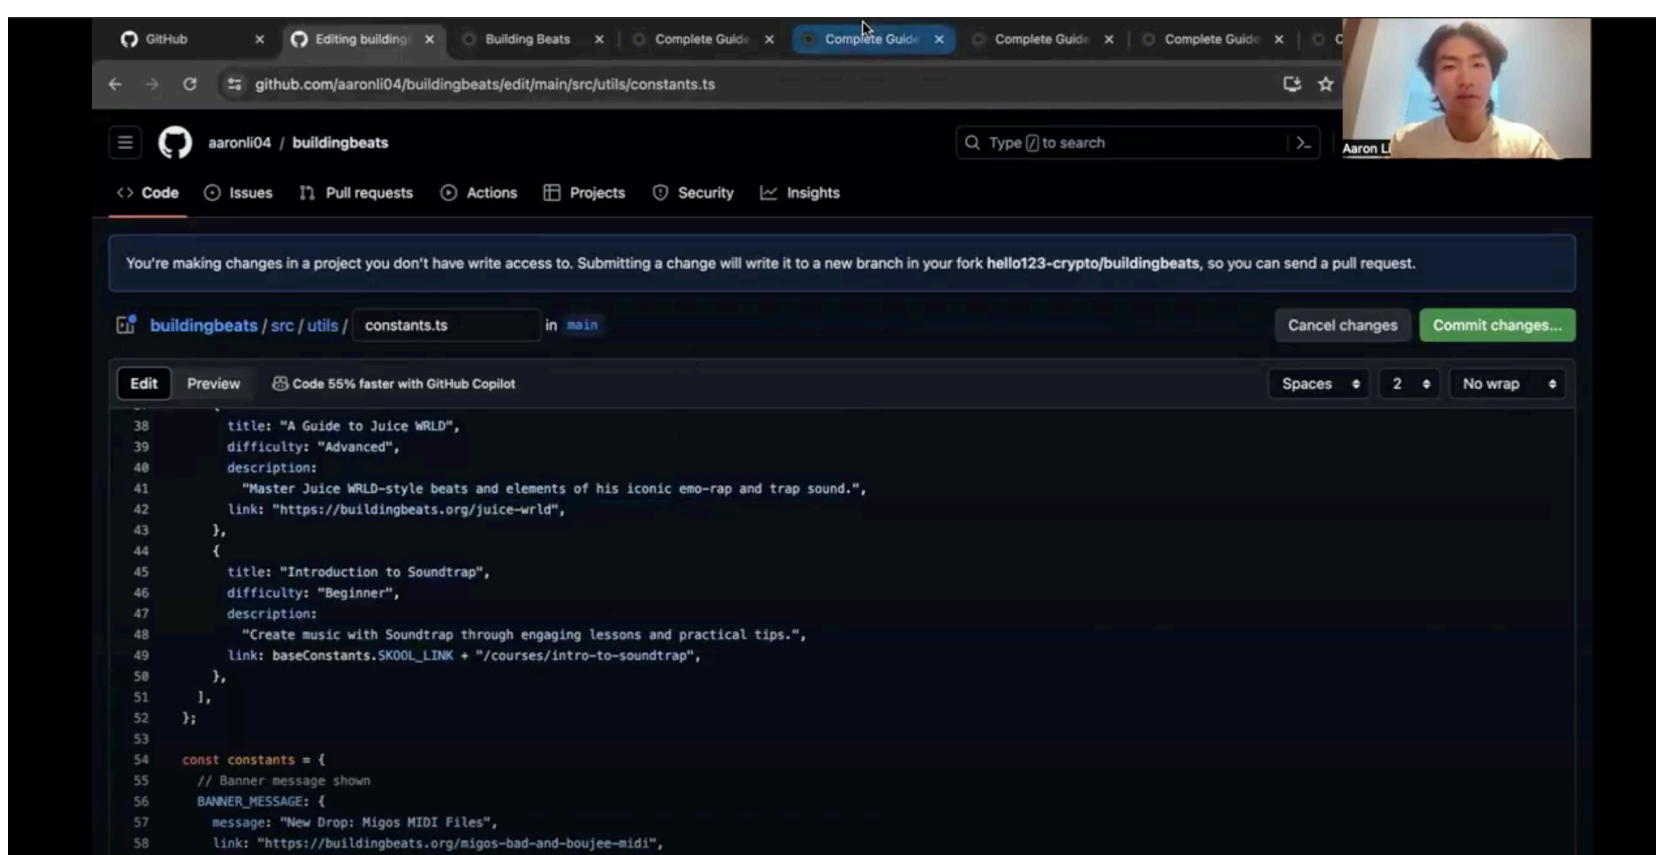 GitHub
Editing building
Building Beats
Complete Guide
Complete Guide
Complete Guide
Complete Guide
C
github.com/aaronli04/buildingbeats/edit/main/src/utils/constants.ts
aaronli04 / buildingbeats
Type / to search
Aaron Li
Code
Issues
Pull requests
Actions
Projects
Security
Insights
You're making changes in a project you don't have write access to. Submitting a change will write it to a new branch in your fork hello123-crypto/buildingbeats, so you can send a pull request.
buildingbeats / src / utils / constants.ts in main
Cancel changes
Commit changes...
Edit
Preview
Code 55% faster with GitHub Copilot
Spaces
2
No wrap
38 title: "A Guide to Juice WRLD",
39 difficulty: "Advanced",
40 description:
41 "Master Juice WRLD-style beats and elements of his iconic emo-rap and trap sound.",
42 link: "https://buildingbeats.org/juice-wrld",
43 },
44 {
45 title: "Introduction to Soundtrap",
46 difficulty: "Beginner",
47 description:
48 "Create music with Soundtrap through engaging lessons and practical tips.",
49 link: baseConstants.SKOOL_LINK + "/courses/intro-to-soundtrap",
50 },
51 ],
52 };
53
54 const constants = {
55 // Banner message shown
56 BANNER_MESSAGE: {
57 message: "New Drop: Migos MIDI Files",
58 link: "https://buildingbeats.org/migos-bad-and-boujee-midi",